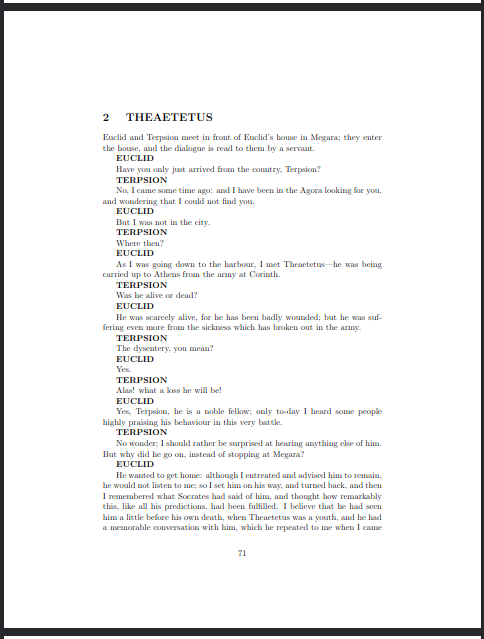 2 THEAETETUS
Euclid and Terpsion meet in front of Euclid's house in Megara; they enter
the house, and the dialogue is read to them by a servant.
EUCLID
Have you only just arrived from the country, Terpsion?
TERPSION
No, I came some time ago: and I have been in the Agora looking for you,
and wondering that I could not find you.
EUCLID
But I was not in the city.
TERPSION
Where then?
EUCLID
As I was going down to the harbour, I met Theaetetus—he was being
carried up to Athens from the army at Corinth.
TERPSION
Was he alive or dead?
EUCLID
He was scarcely alive, for he has been badly wounded; but he was suf-
fering even more from the sickness which has broken out in the army.
TERPSION
The dysentery, you mean?
EUCLID
Yes.
TERPSION
Alas! what a loss he will be!
EUCLID
Yes, Terpsion, he is a noble fellow; only to-day I heard some people
highly praising his behaviour in this very battle.
TERPSION
No wonder; I should rather be surprised at hearing anything else of him.
But why did he go on, instead of stopping at Megara?
EUCLID
He wanted to get home: although I entreated and advised him to remain,
he would not listen to me; so I set him on his way, and turned back, and then
I remembered what Socrates had said of him, and thought how remarkably
this, like all his predictions, had been fulfilled. I believe that he had seen
him a little before his own death, when Theaetetus was a youth, and he had
a memorable conversation with him, which he repeated to me when I came
71